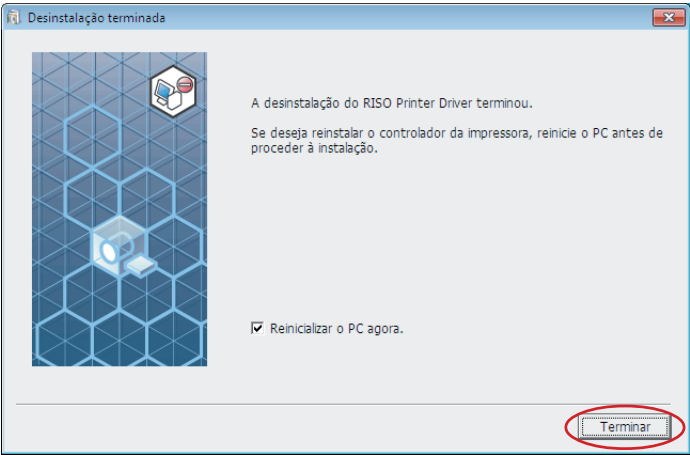 Desinstalação terminada
A desinstalação do RISO Printer Driver terminou.
Se deseja reinstalar o controlador da impressora, reinicie o PC antes de
proceder à instalação.
Reinicializar o PC agora.
Terminar